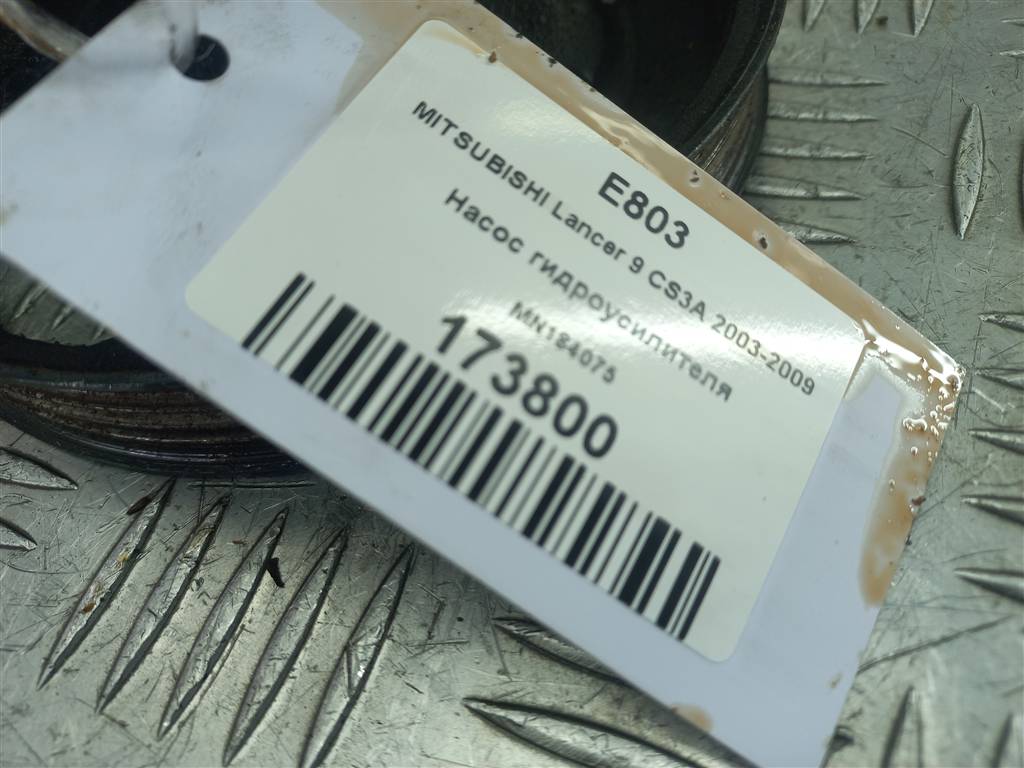 E803
MITSUBISHI Lancer 9 CS3A 2003-2009
Насос гидроусилителя
MN184075
173800